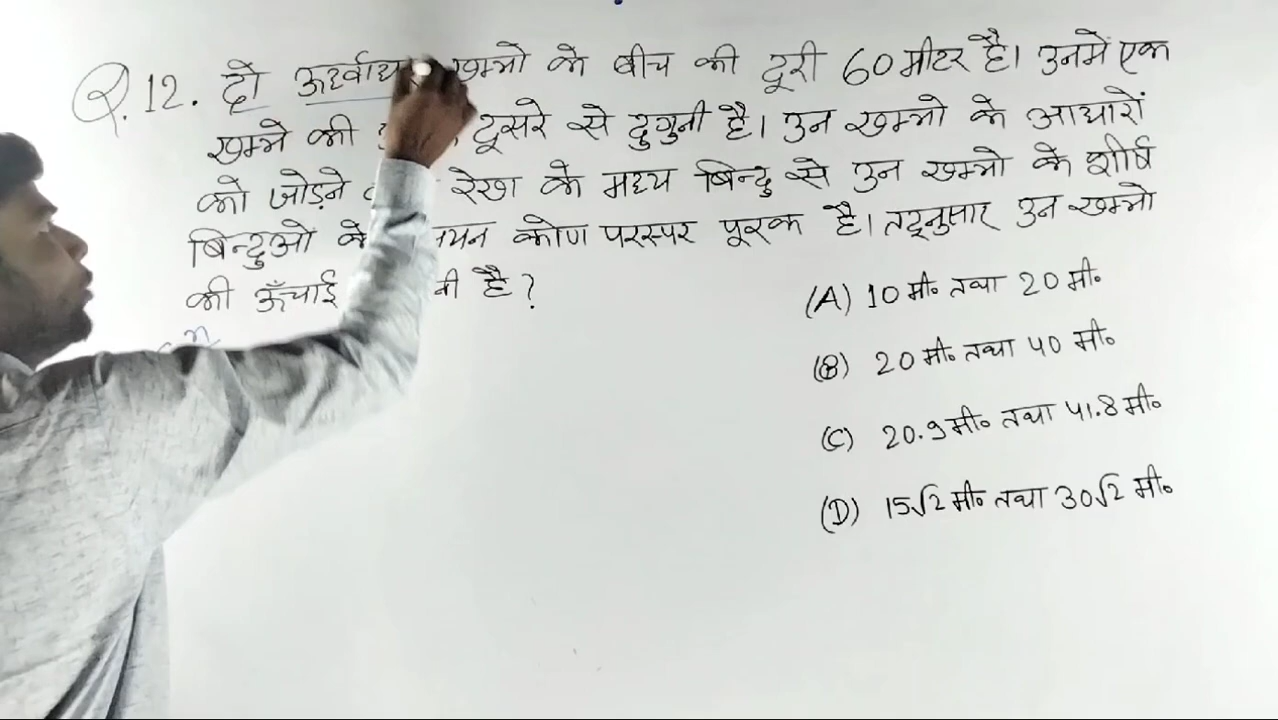 Q.12. दो खम्भो के बीच की दूरी 60 मीटर है। उनमें एक
खम्भे की दूसरे से दुगुनी है। उन खम्भो के आधारों
को जोड़ने रेखा के मध्य बिन्दु से उन खम्भो के शीर्ष
बिन्दुओ के कोण परस्पर पूरक है। तद्नुसार उन खम्भो
की ऊँचाई है?
(A) 10 मी० तथा 20 मी०
(B) 20 मी० तथा 40 मी०
(C) 20.9 मी० तथा 41.8 मी०
(D) 15√2 मी० तथा 30√2 मी०